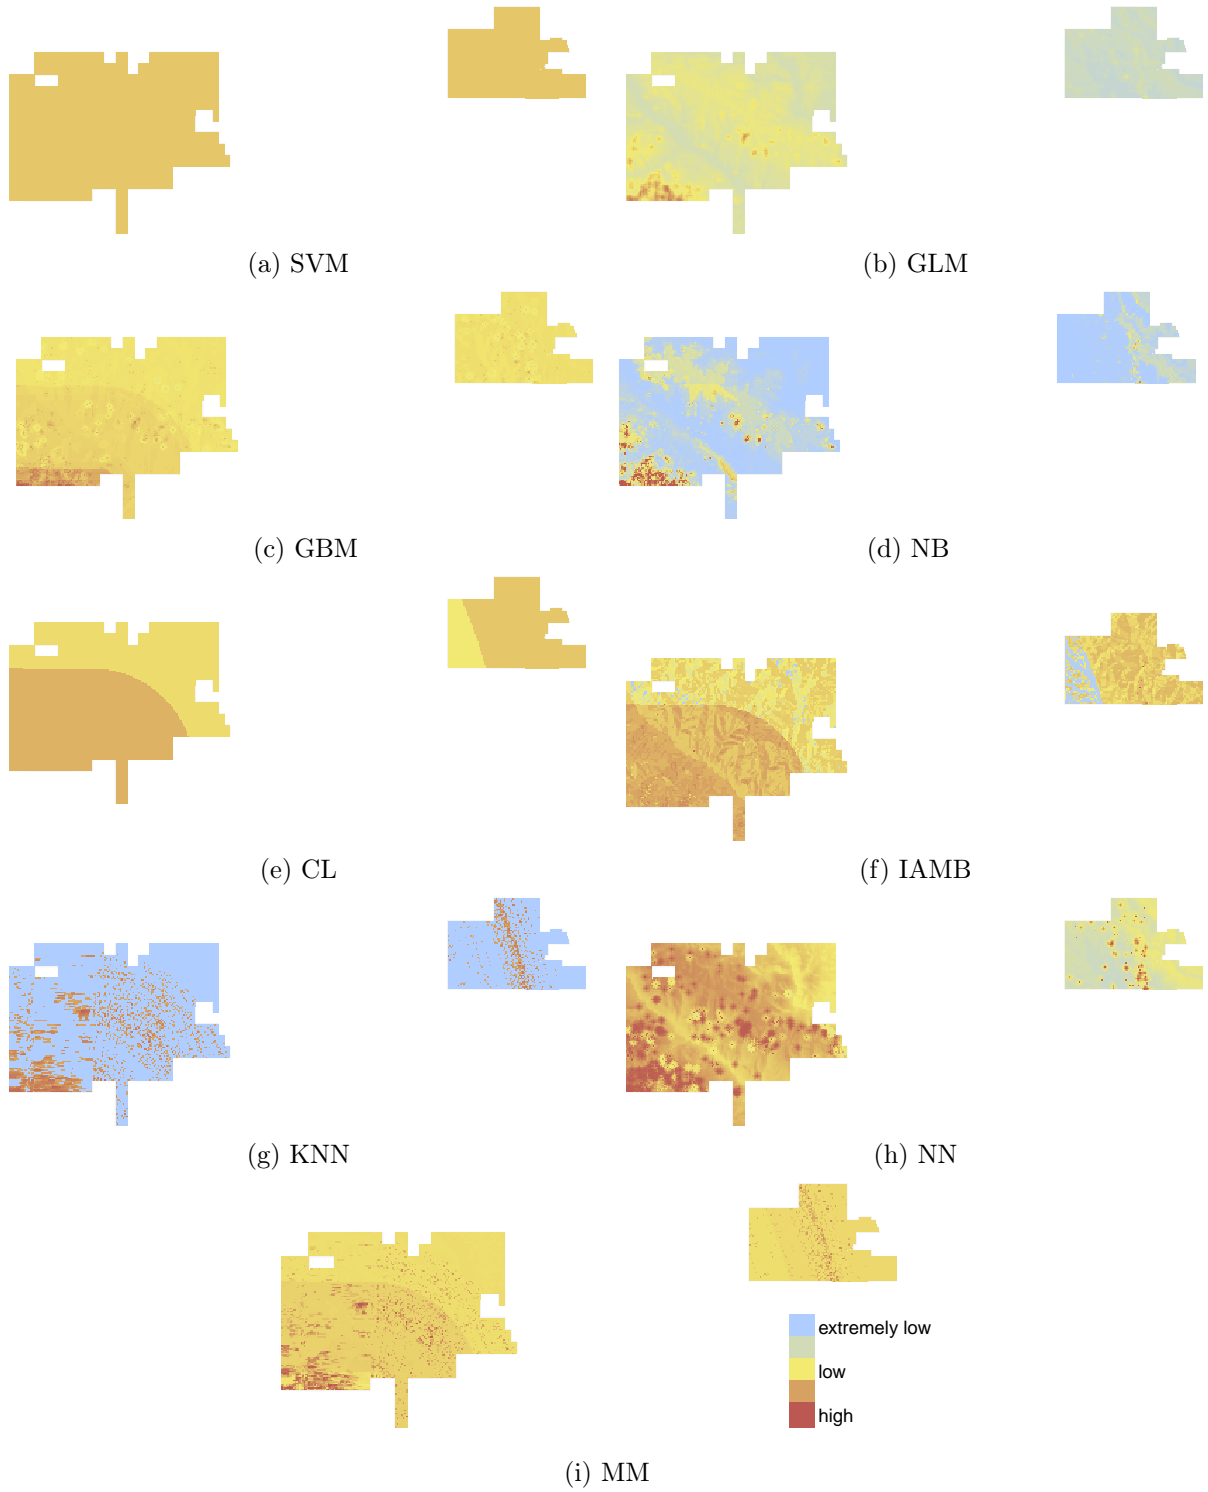 (a) SVM
(b) GLM
(c) GBM
(d) NB
(e) CL
(f) IAMB
(g) KNN
(h) NN
extremely low
low
high
(i) MM